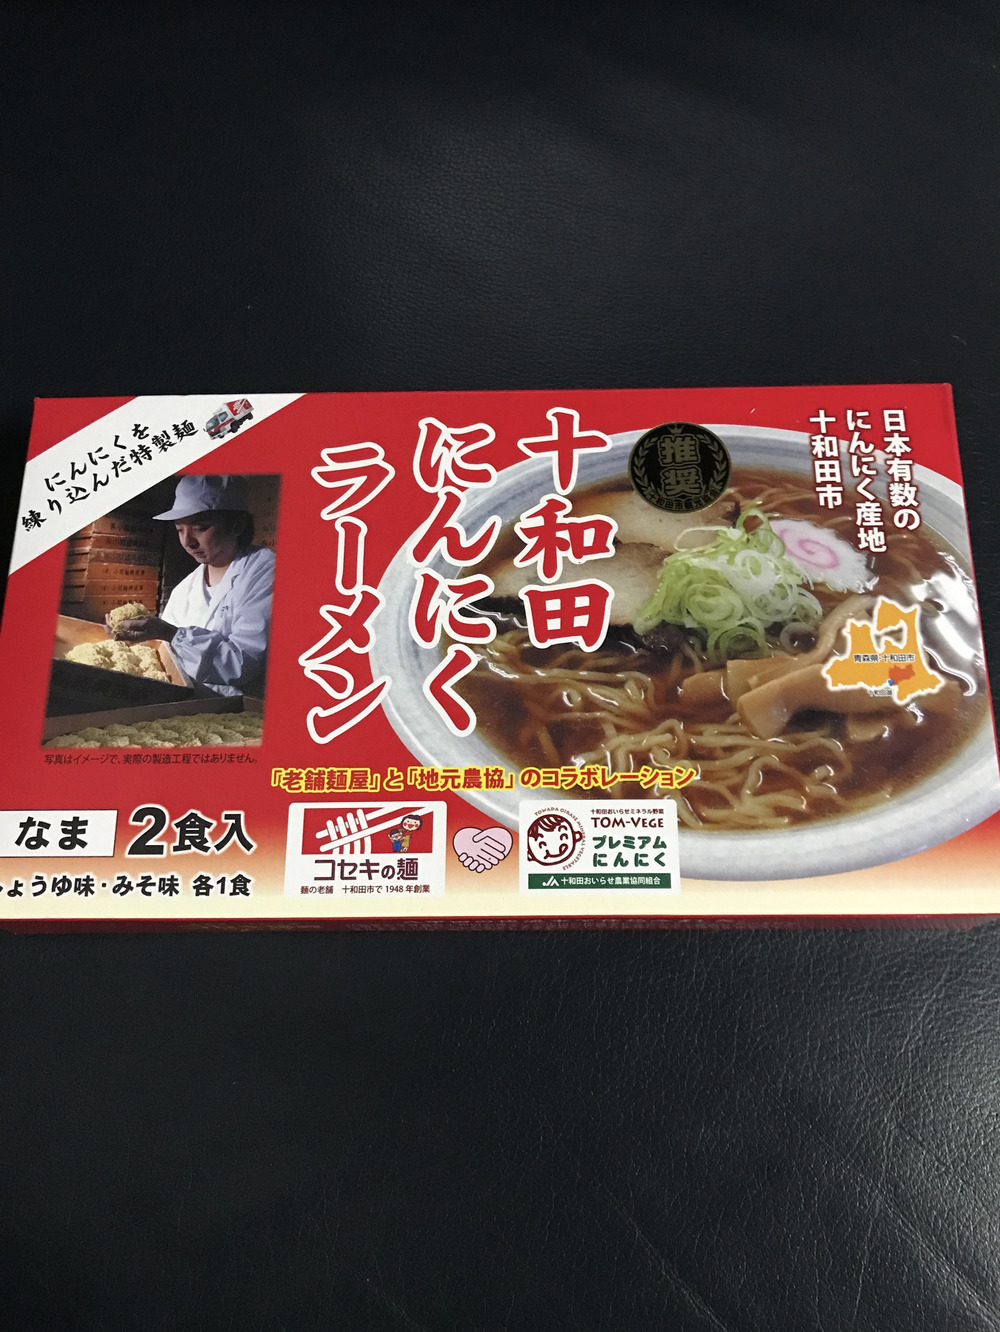 にんにくを
練り込んだ特製麺
十和田
にんにく
ラーメン
推奨
日本有数の
にんにく産地
十和田市
青森県・十和田市
十和田湖
写真はイメージで、実際の製造工程ではありません。
「老舗麺屋」と「地元農協」のコラボレーション
なま
2食入
しょうゆ味・みそ味 各1食
コセキの麺
麺の老舗 十和田市で1948年創業
十和田おいらせミネラル野菜
TOM-VEGE
プレミアム
にんにく
JA 十和田おいらせ農業協同組合